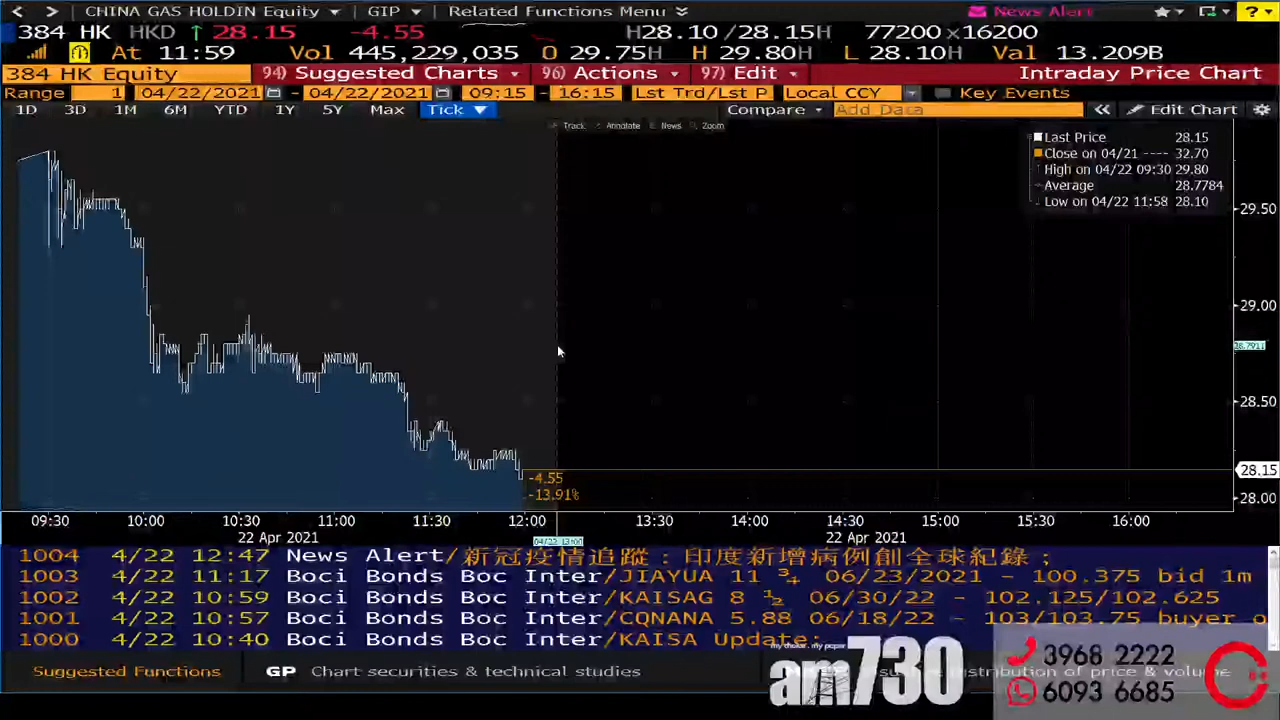 < > CHINA GAS HOLDIN Equity GIP Related Functions Menu News Alert ?
384 HK HKD ↑ 28.15 -4.55 H28.10/28.15H 77200x16200
At 11:59 Vol 445,229,035 O 29.75H H 29.80H L 28.10H Val 13.209B
384 HK Equity 94) Suggested Charts 96) Actions 97) Edit Intraday Price Chart
Range 1 04/22/2021 - 04/22/2021 09:15 - 16:15 Lst Trd/Lst P Local CCY Key Events
1D 3D 1M 6M YTD 1Y 5Y Max Tick ▼ Compare Add Data « Edit Chart
Track Annotate News Zoom
Last Price 28.15
Close on 04/21 ---- 32.70
High on 04/22 09:30 29.80
Average 28.7784
Low on 04/22 11:58 28.10
29.50
29.00
28.7911
28.50
28.15
28.00
-4.55
-13.91%
09:30 10:00 10:30 11:00 11:30 12:00 13:30 14:00 14:30 15:00 15:30 16:00
22 Apr 2021 04/22 13:00 22 Apr 2021
1004 4/22 12:47 News Alert/新冠疫情追蹤：印度新增病例創全球紀錄；
1003 4/22 11:17 Boci Bonds Boc Inter/JIAYUA 11 ¾ 06/23/2021 - 100.375 bid 1m
1002 4/22 10:59 Boci Bonds Boc Inter/KAISAG 8 ½ 06/30/22 - 102.125/102.625
1001 4/22 10:57 Boci Bonds Boc Inter/CQNANA 5.88 06/18/22 - 103/103.75 buyer o
1000 4/22 10:40 Boci Bonds Boc Inter/KAISA Update:
Suggested Functions GP Chart securities & technical studies distribution of price & volume
my choice. my paper
am730
3968 2222
6093 6685